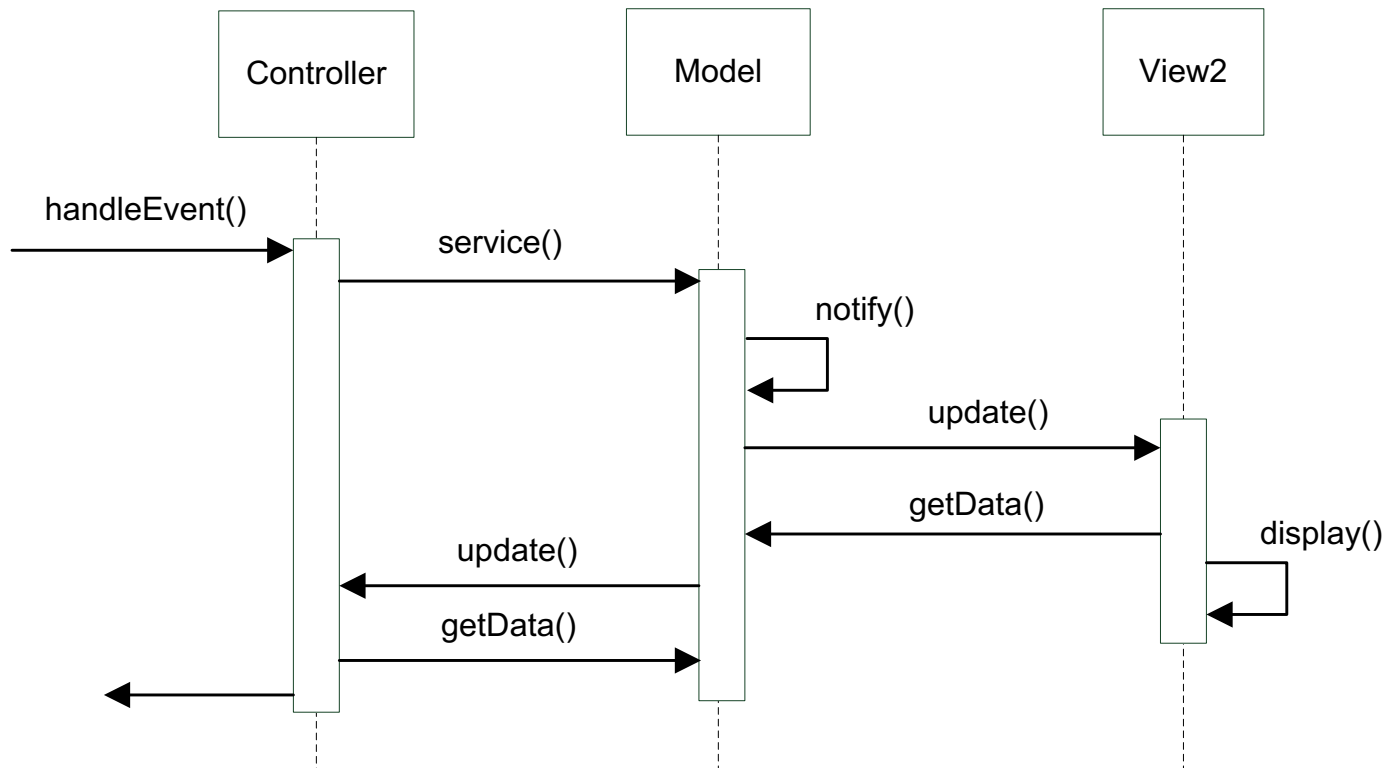 Controller
Model
View2
handleEvent()
service()
notify()
update()
getData()
display()
update()
getData()